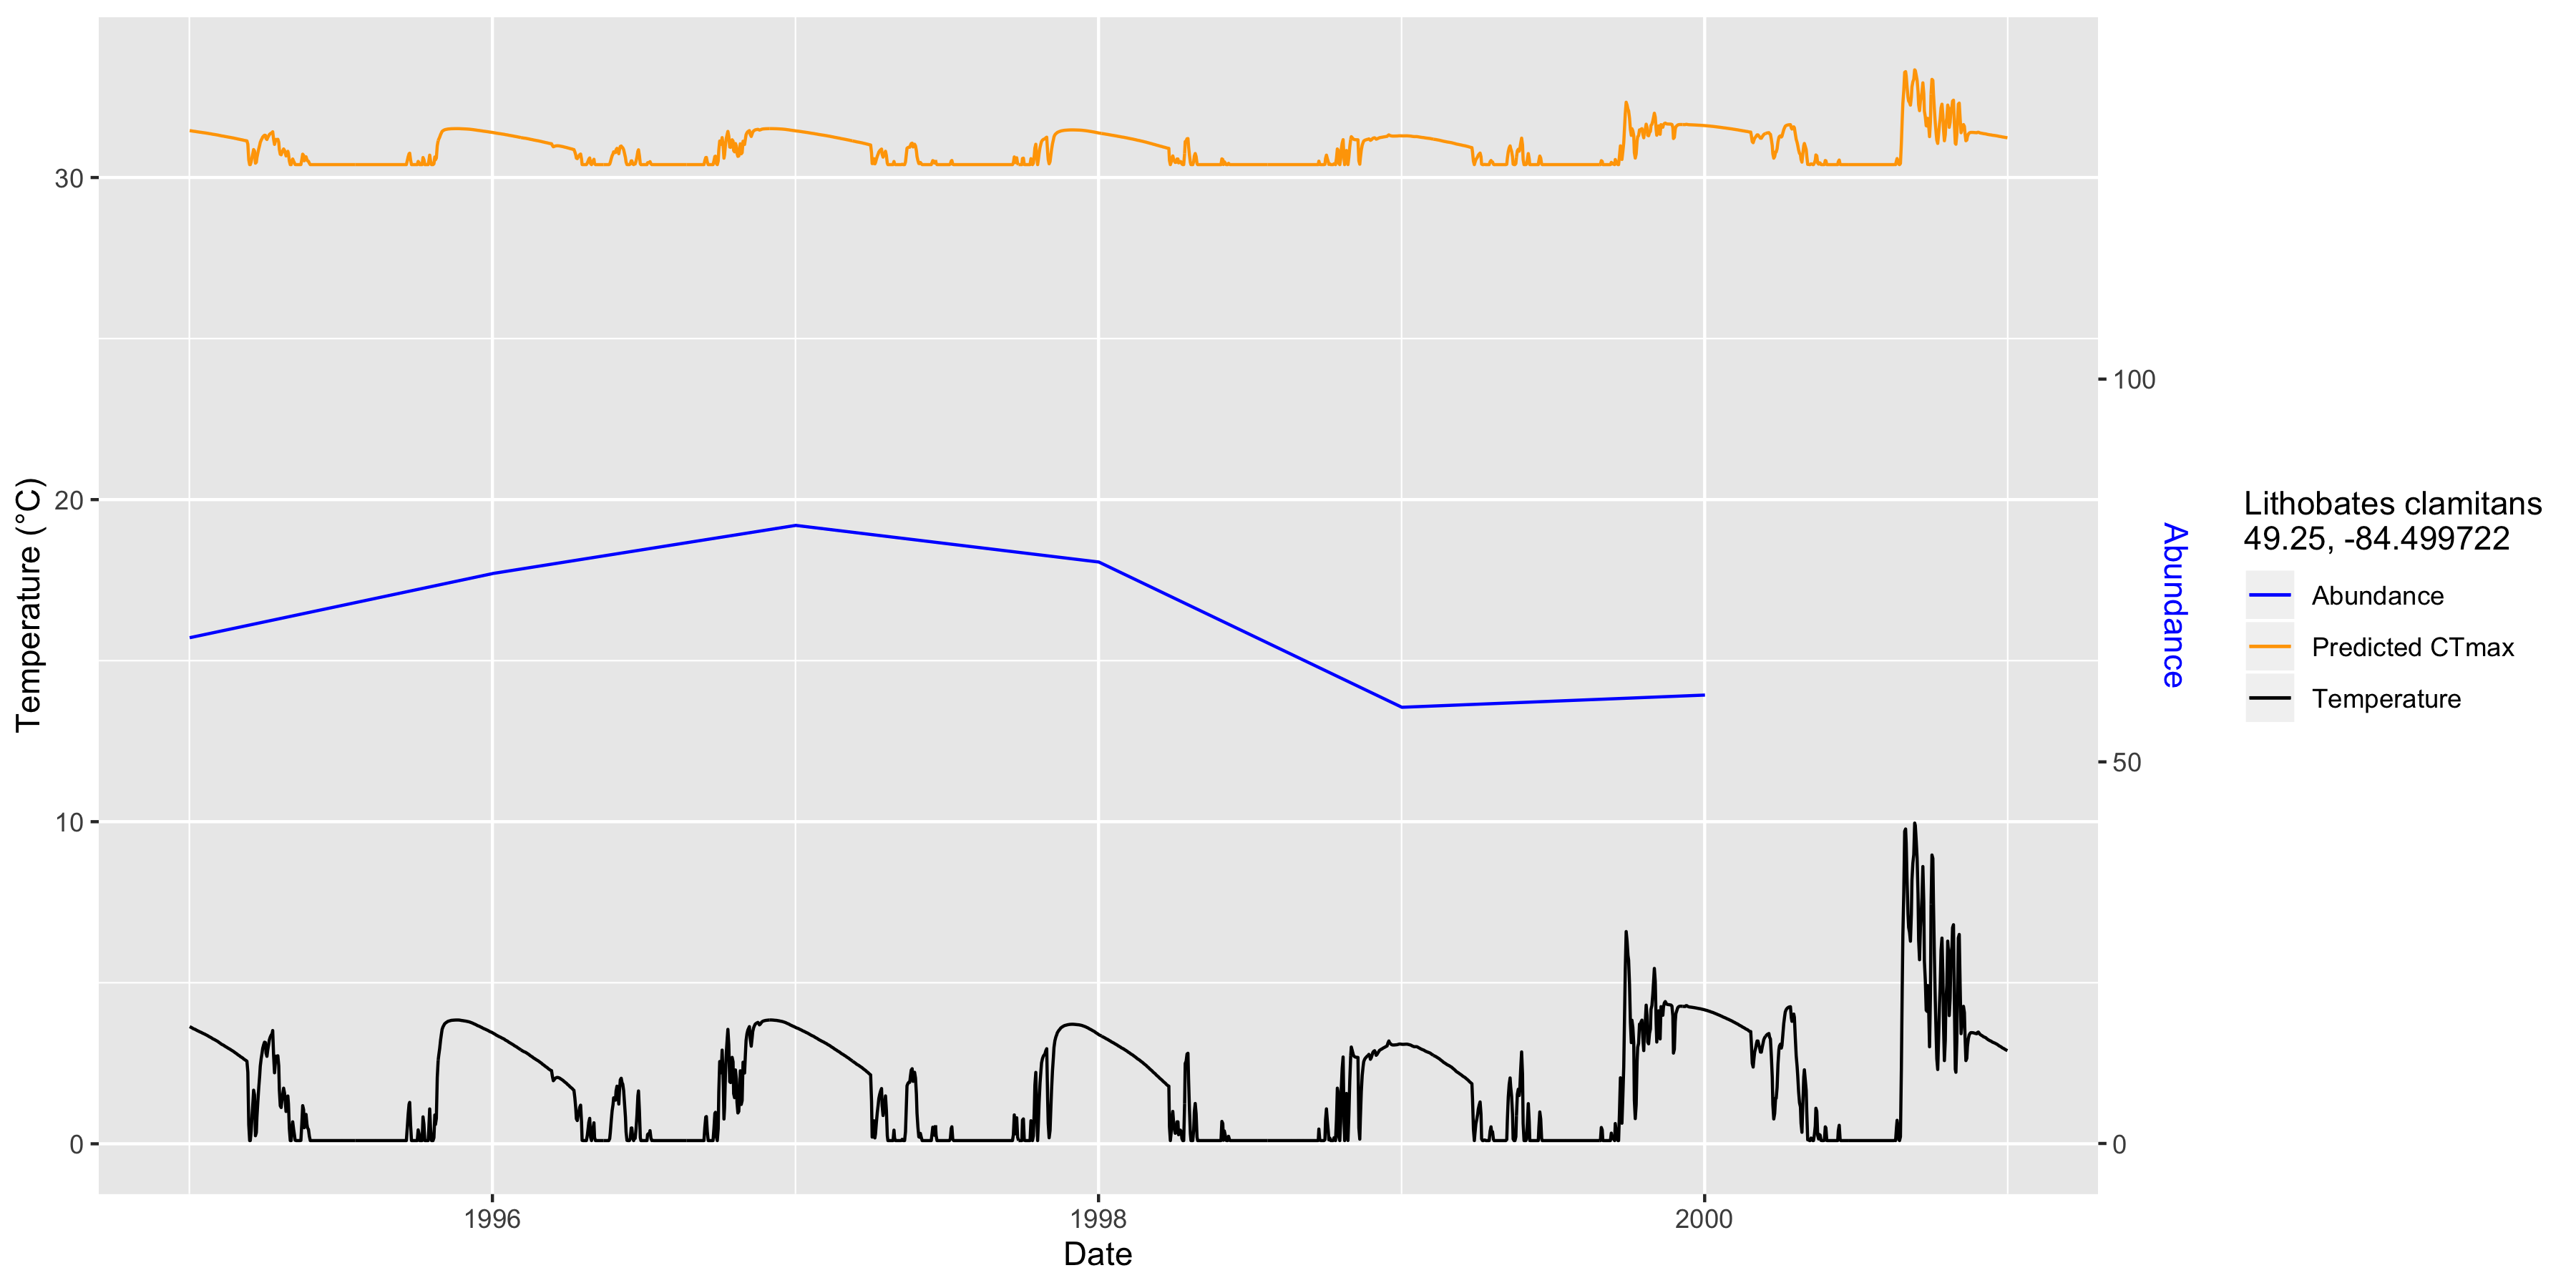 30
20
10
0
Temperature (°C)
1996
1998
2000
Date
100
50
0
Abundance
Lithobates clamitans
49.25, -84.499722
Abundance
Predicted CTmax
Temperature